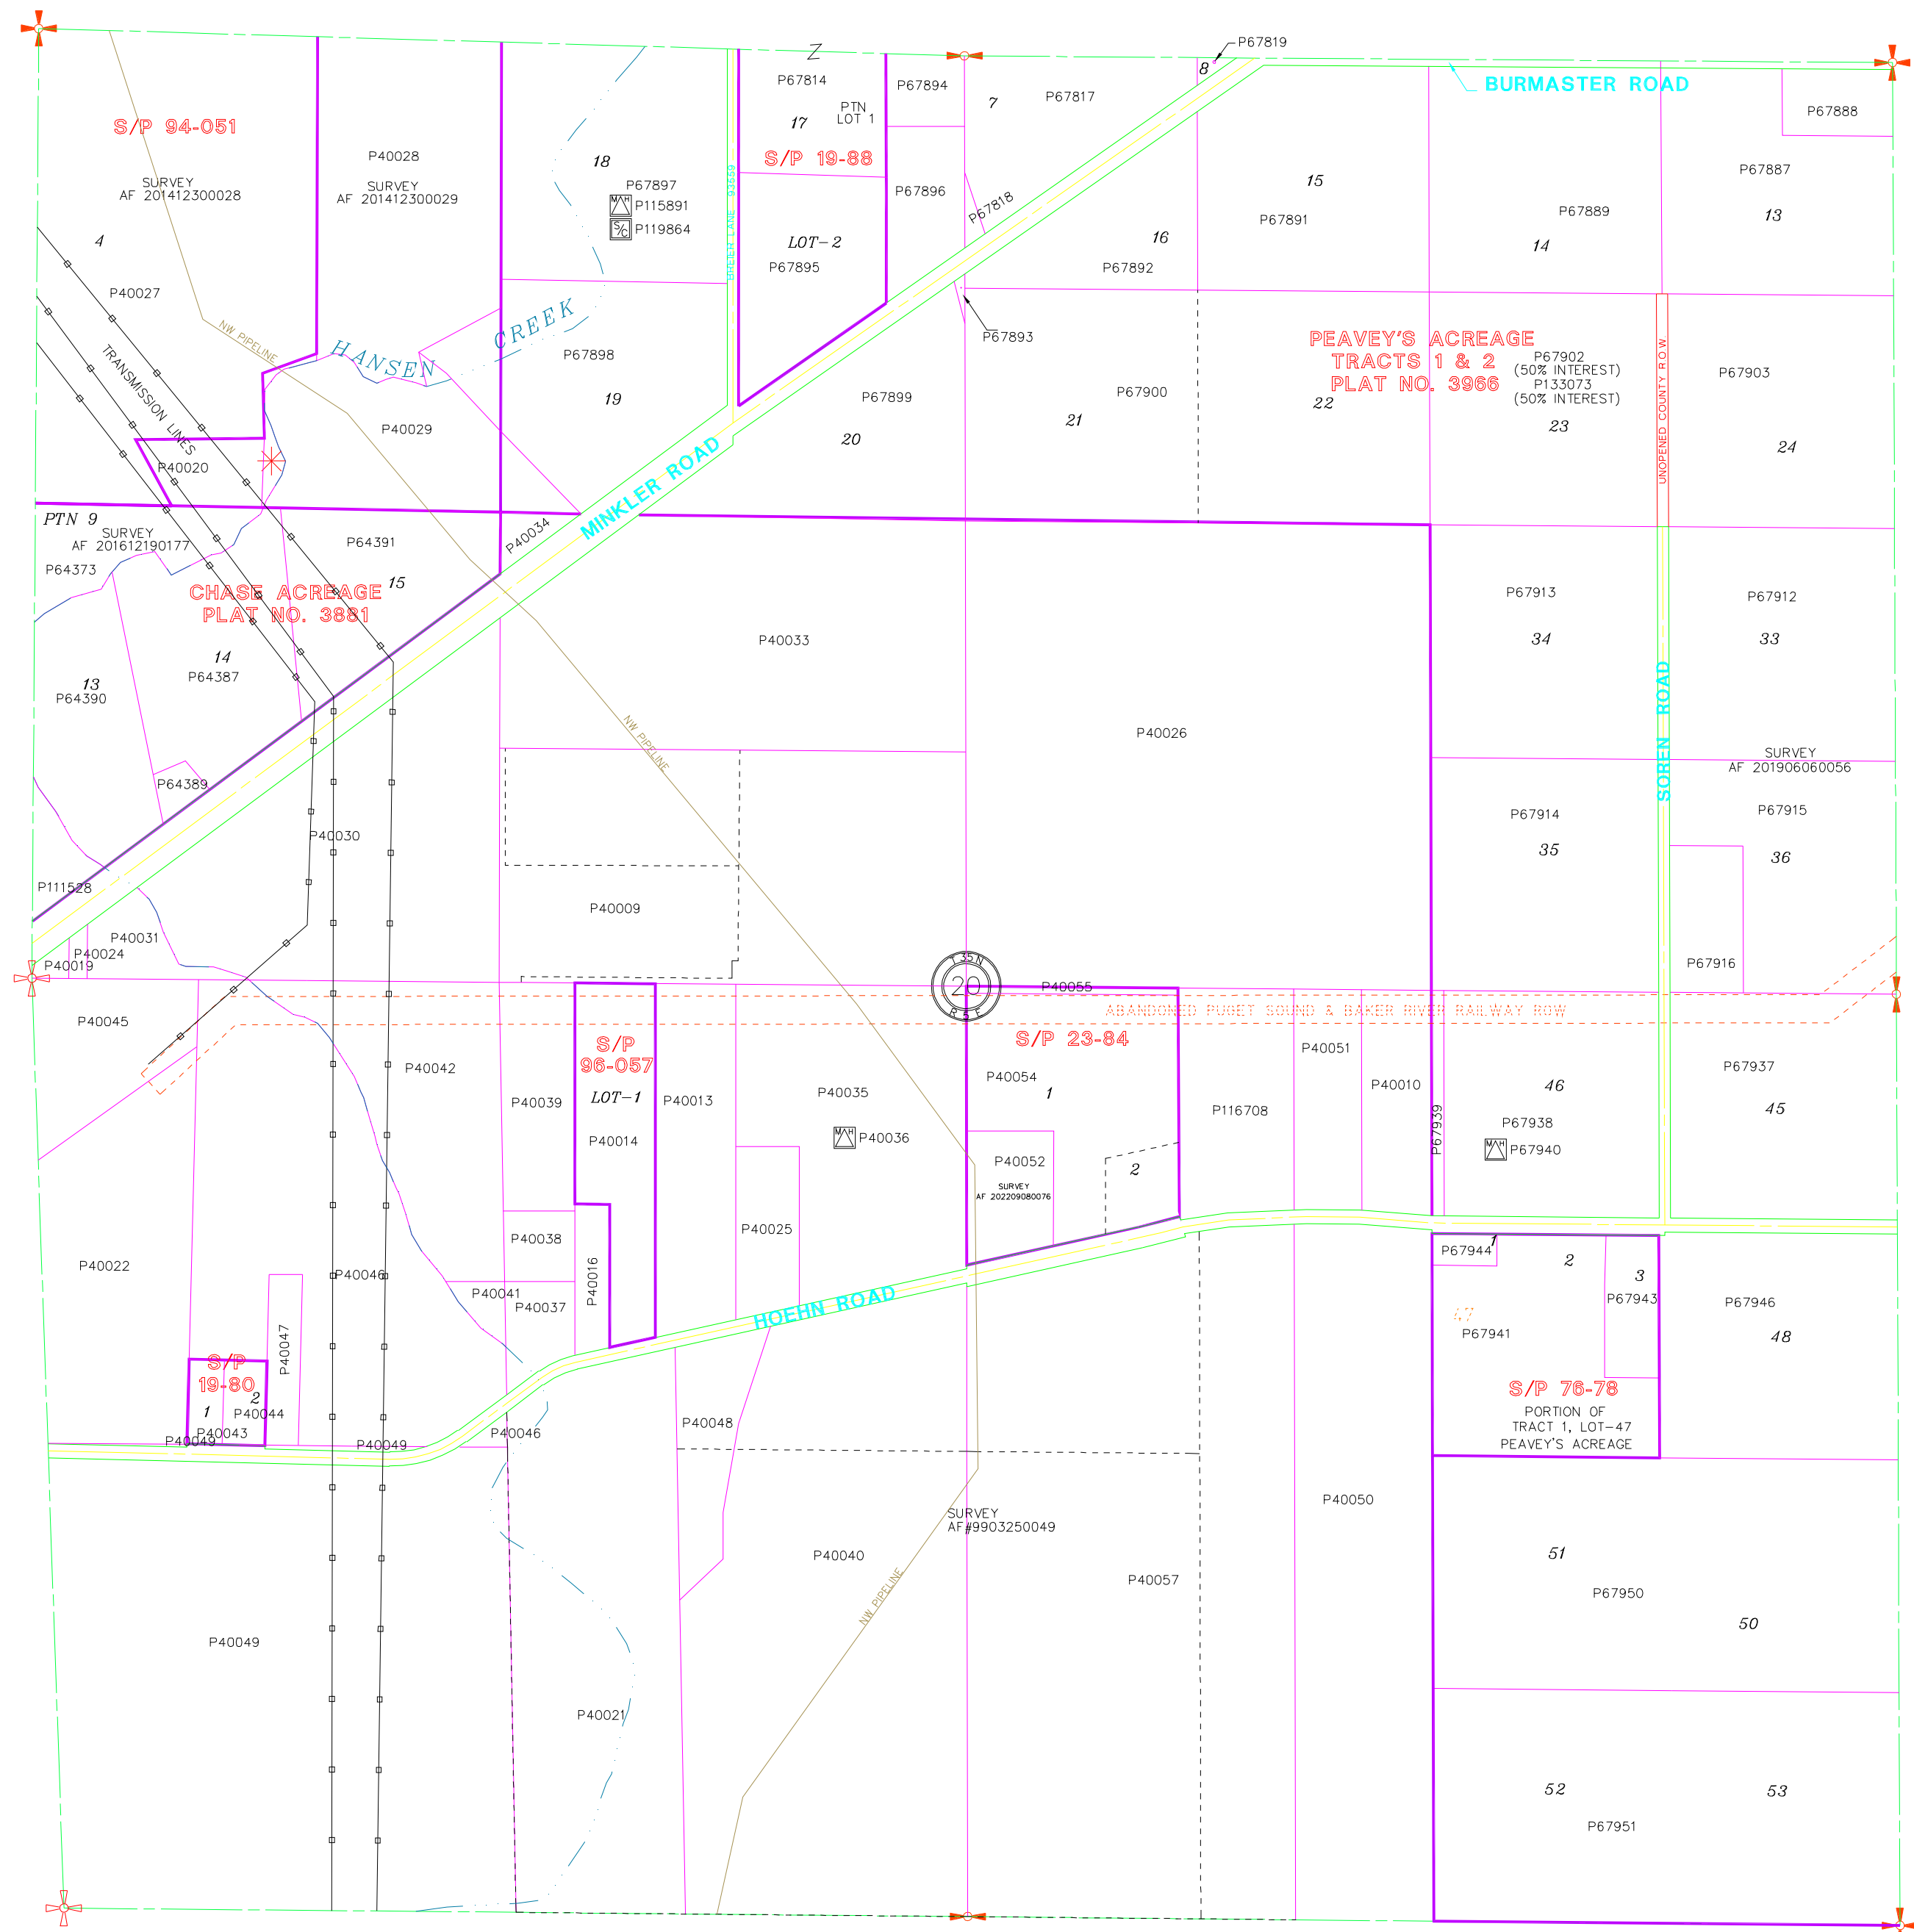 P67819
BURMASTER ROAD
Z
8
P67814
PTN
LOT 1
17
S/P 19-88
P67894
7
P67817
P67888
S/P 94-051
SURVEY
AF 201412300028
4
P40027
P40028
SURVEY
AF 201412300029
18
P67897
M H
P115891
S/C
P119864
BREIER LANE 93559
LOT-2
P67895
P67896
P67818
16
P67892
15
P67891
P67889
14
P67887
13
P67893
NW PIPELINE
TRANSMISSION LINES
HANSEN CREEK
P67898
19
P40029
P40020
P67899
20
21
P67900
22
PEAVEY'S ACREAGE
TRACTS 1 & 2
PLAT NO. 3966
P67902
(50% INTEREST)
P133073
(50% INTEREST)
23
UNOPENED COUNTY ROW
P67903
24
MINKLER ROAD
P40034
PTN 9
SURVEY
AF 201612190177
P64373
P64391
15
CHASE ACREAGE
PLAT NO. 3881
14
P64387
13
P64390
P64389
P40030
P111528
P40031
P40024
P40019
P40033
NW PIPELINE
P40026
P40009
P67913
34
P67912
33
SOREN ROAD
SURVEY
AF 201906060056
P67914
35
P67915
36
P67916
T 35 N
20
R 5 E
P40055
ABANDONED PUGET SOUND & BAKER RIVER RAILWAY ROW
P40045
P40042
P40039
S/P
96-057
LOT-1
P40014
P40013
P40035
M H
P40036
S/P 23-84
P40054
1
P40052
SURVEY
AF 202209080076
2
P116708
P40051
P40010
P67939
46
P67938
M H
P67940
P67937
45
P40022
P40046
P40038
P40041
P40037
P40016
P40025
HOEHN ROAD
P40047
S/P
19-80
1
2
P40044
P40043
P40049
P40049
P40046
P40048
P67944
1
2
3
P67943
47
P67941
S/P 76-78
PORTION OF
TRACT 1, LOT-47
PEAVEY'S ACREAGE
P67946
48
P40049
P40021
P40040
NW PIPELINE
SURVEY
AF#9903250049
P40057
P40050
51
P67950
50
52
53
P67951